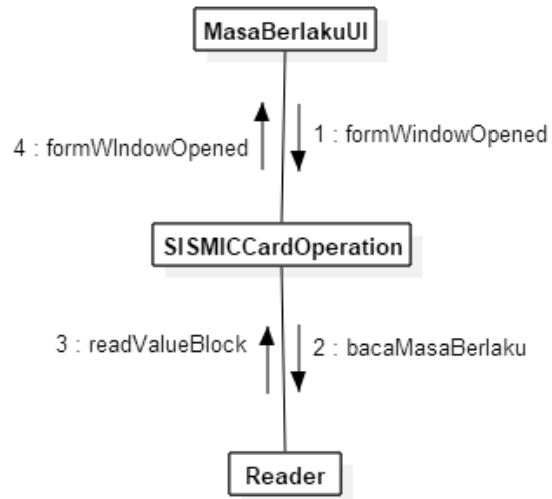 MasaBerlakuUI
4 : formWIndowOpened
1 : formWindowOpened
SISMICCardOperation
3 : readValueBlock
2 : bacaMasaBerlaku
Reader